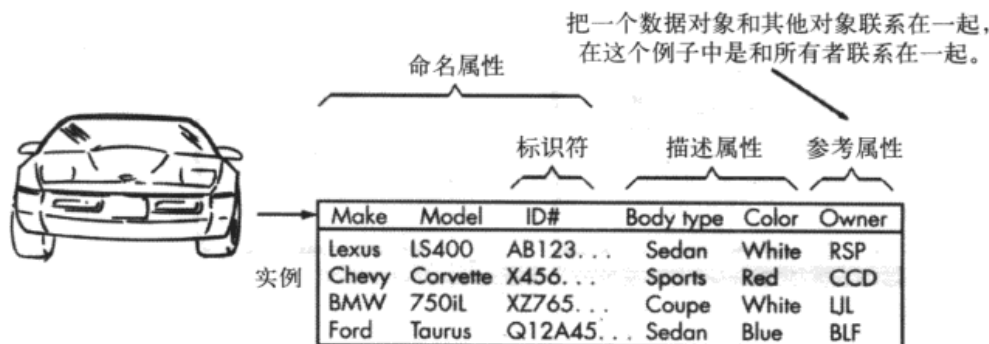 把一个数据对象和其他对象联系在一起，
在这个例子中是和所有者联系在一起。
命名属性
标识符 描述属性 参考属性
Make Model ID# Body type Color Owner
Lexus LS400 AB123... Sedan White RSP
实例
Chevy Corvette X456... Sports Red CCD
BMW 750iL XZ765... Coupe White LJL
Ford Taurus Q12A45... Sedan Blue BLF